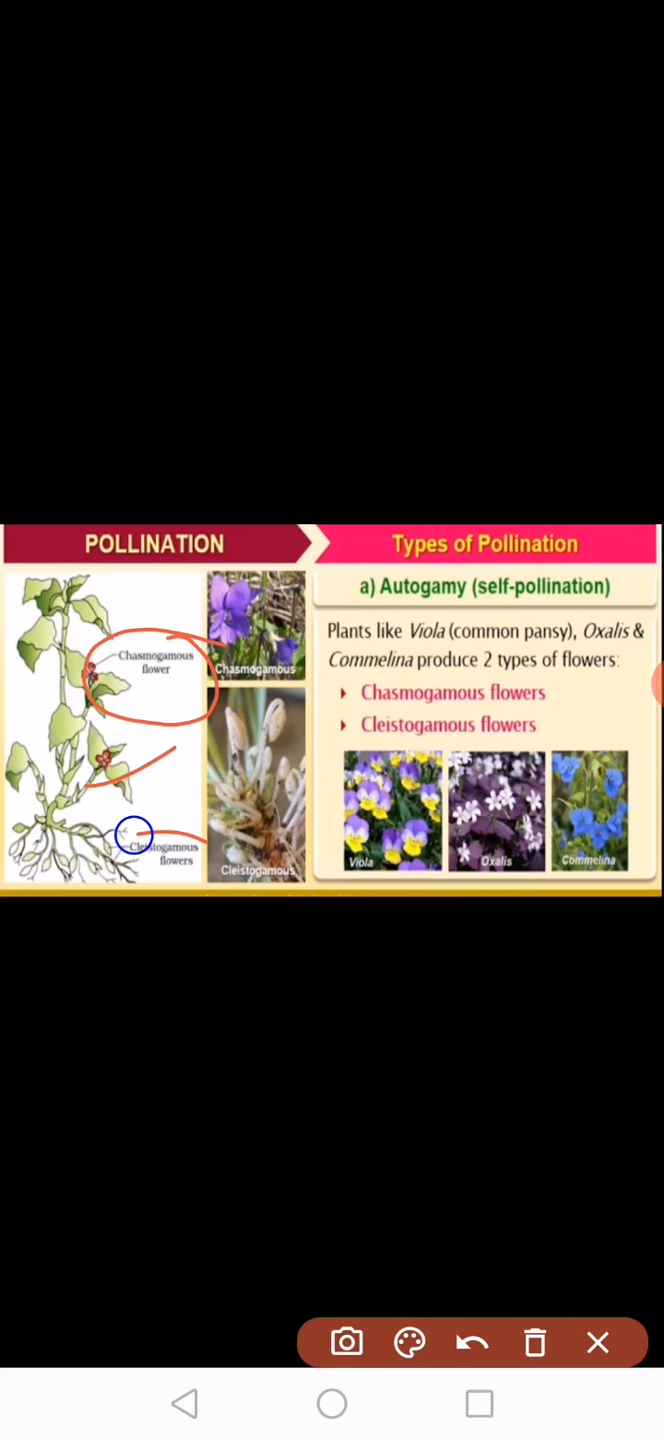 POLLINATION
Types of Pollination
a) Autogamy (self-pollination)
Chasmogamous
flower
Chasmogamous
Cleistogamous
flowers
Cleistogamous
Plants like Viola (common pansy), Oxalis &
Commelina produce 2 types of flowers:
Chasmogamous flowers
Cleistogamous flowers
Viola
Oxalis
Commelina